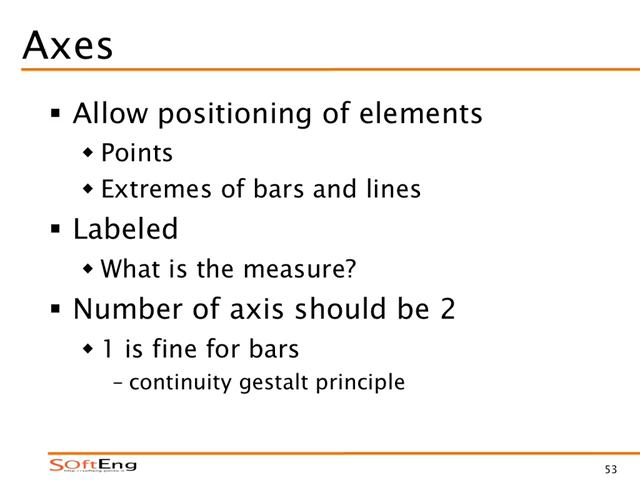 Axes
▪ Allow positioning of elements
◆ Points
◆ Extremes of bars and lines
▪ Labeled
◆ What is the measure?
▪ Number of axis should be 2
◆ 1 is fine for bars
– continuity gestalt principle
SOftEng
53